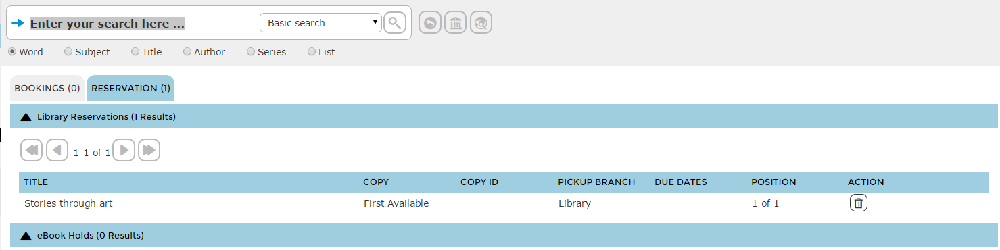 Enter your search here ... Basic search
Word Subject Title Author Series List
BOOKINGS (0) RESERVATION (1)
Library Reservations (1 Results)
1-1 of 1
TITLE COPY COPY ID PICKUP BRANCH DUE DATES POSITION ACTION
Stories through art First Available Library 1 of 1
eBook Holds (0 Results)